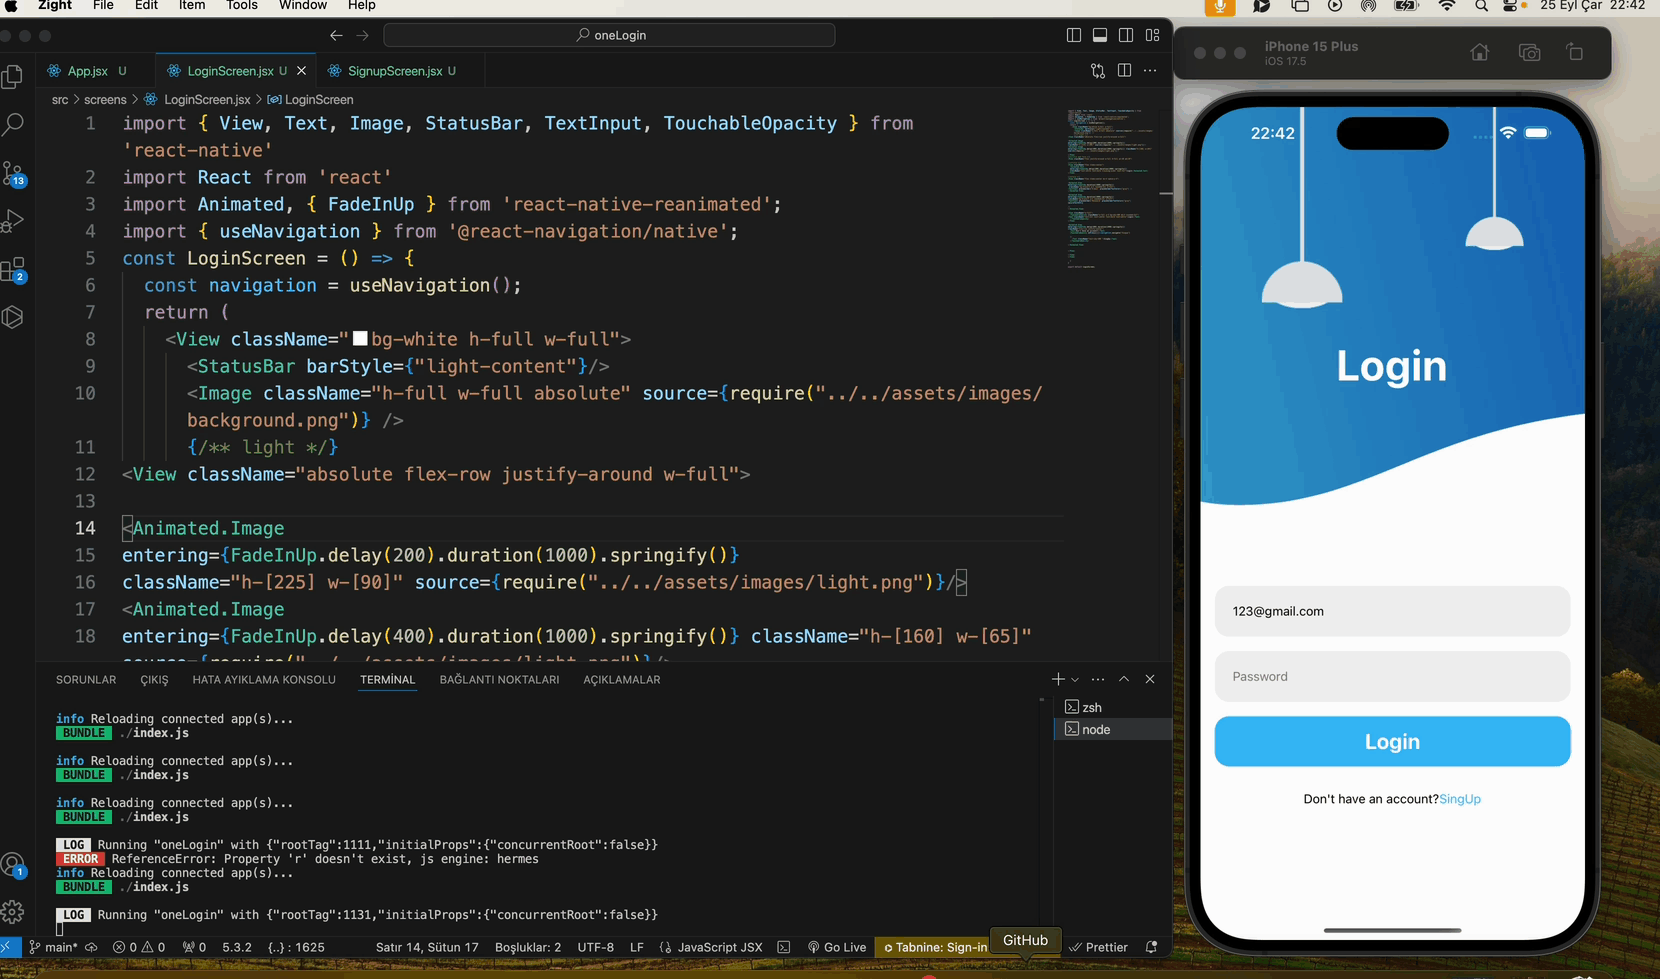 Zight File Edit Item Tools Window Help 25 Eyl Çar 22:42
oneLogin
App.jsx U LoginScreen.jsx U SignupScreen.jsx U
src > screens > LoginScreen.jsx > LoginScreen
1 import { View, Text, Image, StatusBar, TextInput, TouchableOpacity } from
'react-native'
2 import React from 'react'
3 import Animated, { FadeInUp } from 'react-native-reanimated';
4 import { useNavigation } from '@react-navigation/native';
5 const LoginScreen = () => {
6 const navigation = useNavigation();
7 return (
8 <View className="bg-white h-full w-full">
9 <StatusBar barStyle={"light-content"}/>
10 <Image className="h-full w-full absolute" source={require("../../assets/images/
background.png")} />
11 {/** light */}
12 <View className="absolute flex-row justify-around w-full">
13
14 <Animated.Image
15 entering={FadeInUp.delay(200).duration(1000).springify()}
16 className="h-[225] w-[90]" source={require("../../assets/images/light.png")}/>
17 <Animated.Image
18 entering={FadeInUp.delay(400).duration(1000).springify()} className="h-[160] w-[65]"
source={require("../../assets/images/light.png")}/>
13
2
1
SORUNLAR ÇIKIŞ HATA AYIKLAMA KONSOLU TERMİNAL BAĞLANTI NOKTALARI AÇIKLAMALAR
zsh
node
info Reloading connected app(s)...
BUNDLE ./index.js
info Reloading connected app(s)...
BUNDLE ./index.js
info Reloading connected app(s)...
BUNDLE ./index.js
LOG Running "oneLogin" with {"rootTag":1111,"initialProps":{"concurrentRoot":false}}
ERROR ReferenceError: Property 'r' doesn't exist, js engine: hermes
info Reloading connected app(s)...
BUNDLE ./index.js
LOG Running "oneLogin" with {"rootTag":1131,"initialProps":{"concurrentRoot":false}}
main* 0 0 0 5.3.2 {..} : 1625 Satır 14, Sütun 17 Boşluklar: 2 UTF-8 LF JavaScript JSX Go Live Tabnine: Sign-in GitHub Prettier
iPhone 15 Plus
iOS 17.5
22:42
Login
123@gmail.com
Password
Login
Don't have an account?SingUp